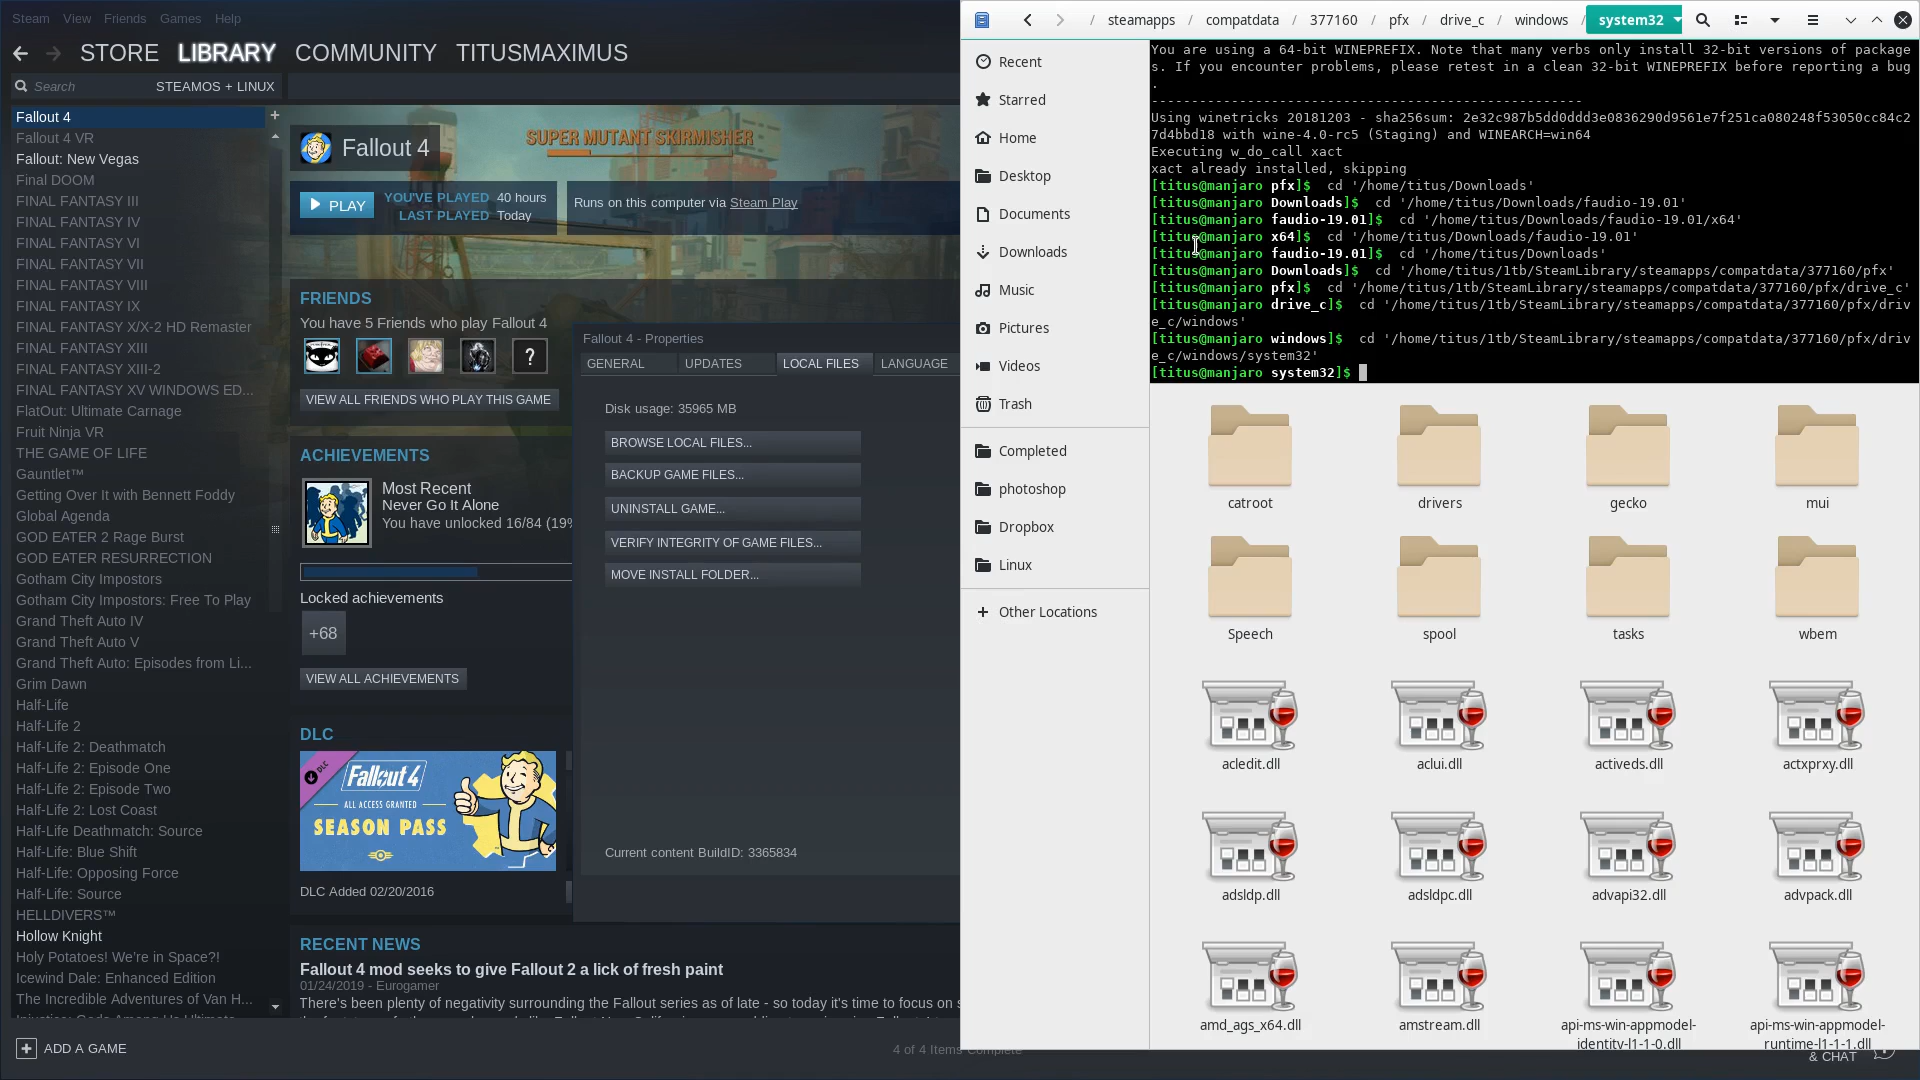 Steam View Friends Games Help
STORE LIBRARY COMMUNITY TITUSMAXIMUS
Search STEAMOS + LINUX
Fallout 4
Fallout 4 VR
Fallout: New Vegas
Final DOOM
FINAL FANTASY III
FINAL FANTASY IV
FINAL FANTASY VI
FINAL FANTASY VII
FINAL FANTASY VIII
FINAL FANTASY IX
FINAL FANTASY X/X-2 HD Remaster
FINAL FANTASY XIII
FINAL FANTASY XIII-2
FINAL FANTASY XV WINDOWS ED...
FlatOut: Ultimate Carnage
Fruit Ninja VR
THE GAME OF LIFE
Gauntlet™
Getting Over It with Bennett Foddy
Global Agenda
GOD EATER 2 Rage Burst
GOD EATER RESURRECTION
Gotham City Impostors
Gotham City Impostors: Free To Play
Grand Theft Auto IV
Grand Theft Auto V
Grand Theft Auto: Episodes from Li...
Grim Dawn
Half-Life
Half-Life 2
Half-Life 2: Deathmatch
Half-Life 2: Episode One
Half-Life 2: Episode Two
Half-Life 2: Lost Coast
Half-Life Deathmatch: Source
Half-Life: Blue Shift
Half-Life: Opposing Force
Half-Life: Source
HELLDIVERS™
Hollow Knight
Holy Potatoes! We're in Space?!
Icewind Dale: Enhanced Edition
The Incredible Adventures of Van H...
ADD A GAME
Fallout 4
SUPER MUTANT SKIRMISHER
PLAY
YOU'VE PLAYED 40 hours
LAST PLAYED Today
Runs on this computer via Steam Play
FRIENDS
You have 5 Friends who play Fallout 4
?
VIEW ALL FRIENDS WHO PLAY THIS GAME
ACHIEVEMENTS
Most Recent
Never Go It Alone
You have unlocked 16/84 (19%
Locked achievements
+68
VIEW ALL ACHIEVEMENTS
DLC
DLC
Fallout 4
ALL ACCESS GRANTED
SEASON PASS
DLC Added 02/20/2016
RECENT NEWS
Fallout 4 mod seeks to give Fallout 2 a lick of fresh paint
01/24/2019 - Eurogamer
There's been plenty of negativity surrounding the Fallout series as of late - so today it's time to focus on
4 of 4 Items Complete
Fallout 4 - Properties
GENERAL UPDATES LOCAL FILES LANGUAGE
Disk usage: 35965 MB
BROWSE LOCAL FILES...
BACKUP GAME FILES...
UNINSTALL GAME...
VERIFY INTEGRITY OF GAME FILES...
MOVE INSTALL FOLDER...
Current content BuildID: 3365834
/ steamapps / compatdata / 377160 / pfx / drive_c / windows / system32
Recent
Starred
Home
Desktop
Documents
Downloads
Music
Pictures
Videos
Trash
Completed
photoshop
Dropbox
Linux
Other Locations
You are using a 64-bit WINEPREFIX. Note that many verbs only install 32-bit versions of package
s. If you encounter problems, please retest in a clean 32-bit WINEPREFIX before reporting a bug
.
------------------------------------------------------
Using winetricks 20181203 - sha256sum: 2e32c987b5dd0ddd3e0836290d9561e7f251ca080248f53050cc84c2
7d4bbd18 with wine-4.0-rc5 (Staging) and WINEARCH=win64
Executing w_do_call xact
xact already installed, skipping
[titus@manjaro pfx]$ cd '/home/titus/Downloads'
[titus@manjaro Downloads]$ cd '/home/titus/Downloads/faudio-19.01'
[titus@manjaro faudio-19.01]$ cd '/home/titus/Downloads/faudio-19.01/x64'
[titus@manjaro x64]$ cd '/home/titus/Downloads/faudio-19.01'
[titus@manjaro faudio-19.01]$ cd '/home/titus/Downloads'
[titus@manjaro Downloads]$ cd '/home/titus/1tb/SteamLibrary/steamapps/compatdata/377160/pfx'
[titus@manjaro pfx]$ cd '/home/titus/1tb/SteamLibrary/steamapps/compatdata/377160/pfx/drive_c'
[titus@manjaro drive_c]$ cd '/home/titus/1tb/SteamLibrary/steamapps/compatdata/377160/pfx/driv
e_c/windows'
[titus@manjaro windows]$ cd '/home/titus/1tb/SteamLibrary/steamapps/compatdata/377160/pfx/driv
e_c/windows/system32'
[titus@manjaro system32]$
catroot drivers gecko mui
Speech spool tasks wbem
acledit.dll aclui.dll activeds.dll actxprxy.dll
adsldp.dll adsldpc.dll advapi32.dll advpack.dll
amd_ags_x64.dll amstream.dll api-ms-win-appmodel- api-ms-win-appmodel-
identity-l1-1-0.dll runtime-l1-1-1.dll
& CHAT